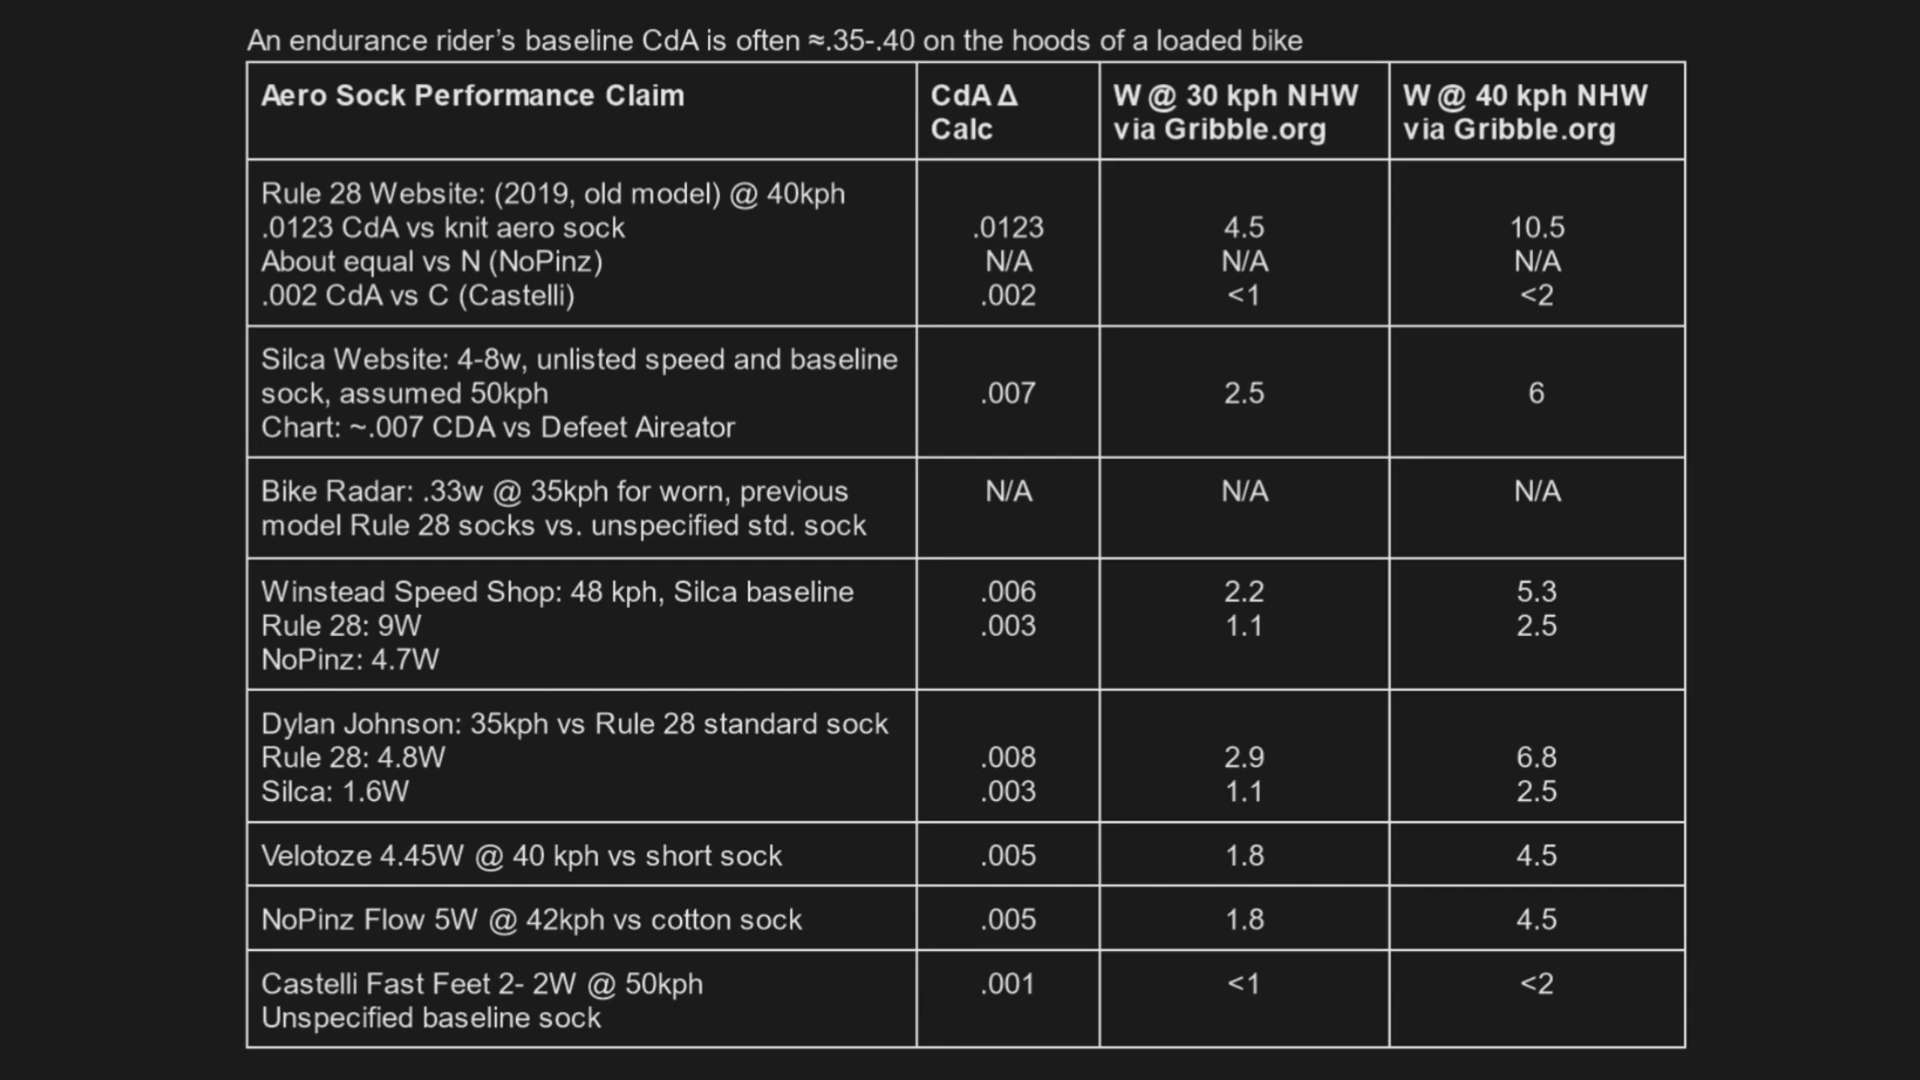 An endurance rider's baseline CdA is often ≈.35-.40 on the hoods of a loaded bike
Aero Sock Performance Claim
CdA Δ
Calc
W @ 30 kph NHW
via Gribble.org
W @ 40 kph NHW
via Gribble.org
Rule 28 Website: (2019, old model) @ 40kph
.0123 CdA vs knit aero sock
About equal vs N (NoPinz)
.002 CdA vs C (Castelli)
.0123
N/A
.002
4.5
N/A
<1
10.5
N/A
<2
Silca Website: 4-8w, unlisted speed and baseline
sock, assumed 50kph
Chart: ~.007 CDA vs Defeet Aireator
.007
2.5
6
Bike Radar: .33w @ 35kph for worn, previous
model Rule 28 socks vs. unspecified std. sock
N/A
N/A
N/A
Winstead Speed Shop: 48 kph, Silca baseline
Rule 28: 9W
NoPinz: 4.7W
.006
.003
2.2
1.1
5.3
2.5
Dylan Johnson: 35kph vs Rule 28 standard sock
Rule 28: 4.8W
Silca: 1.6W
.008
.003
2.9
1.1
6.8
2.5
Velotoze 4.45W @ 40 kph vs short sock
.005
1.8
4.5
NoPinz Flow 5W @ 42kph vs cotton sock
.005
1.8
4.5
Castelli Fast Feet 2- 2W @ 50kph
Unspecified baseline sock
.001
<1
<2